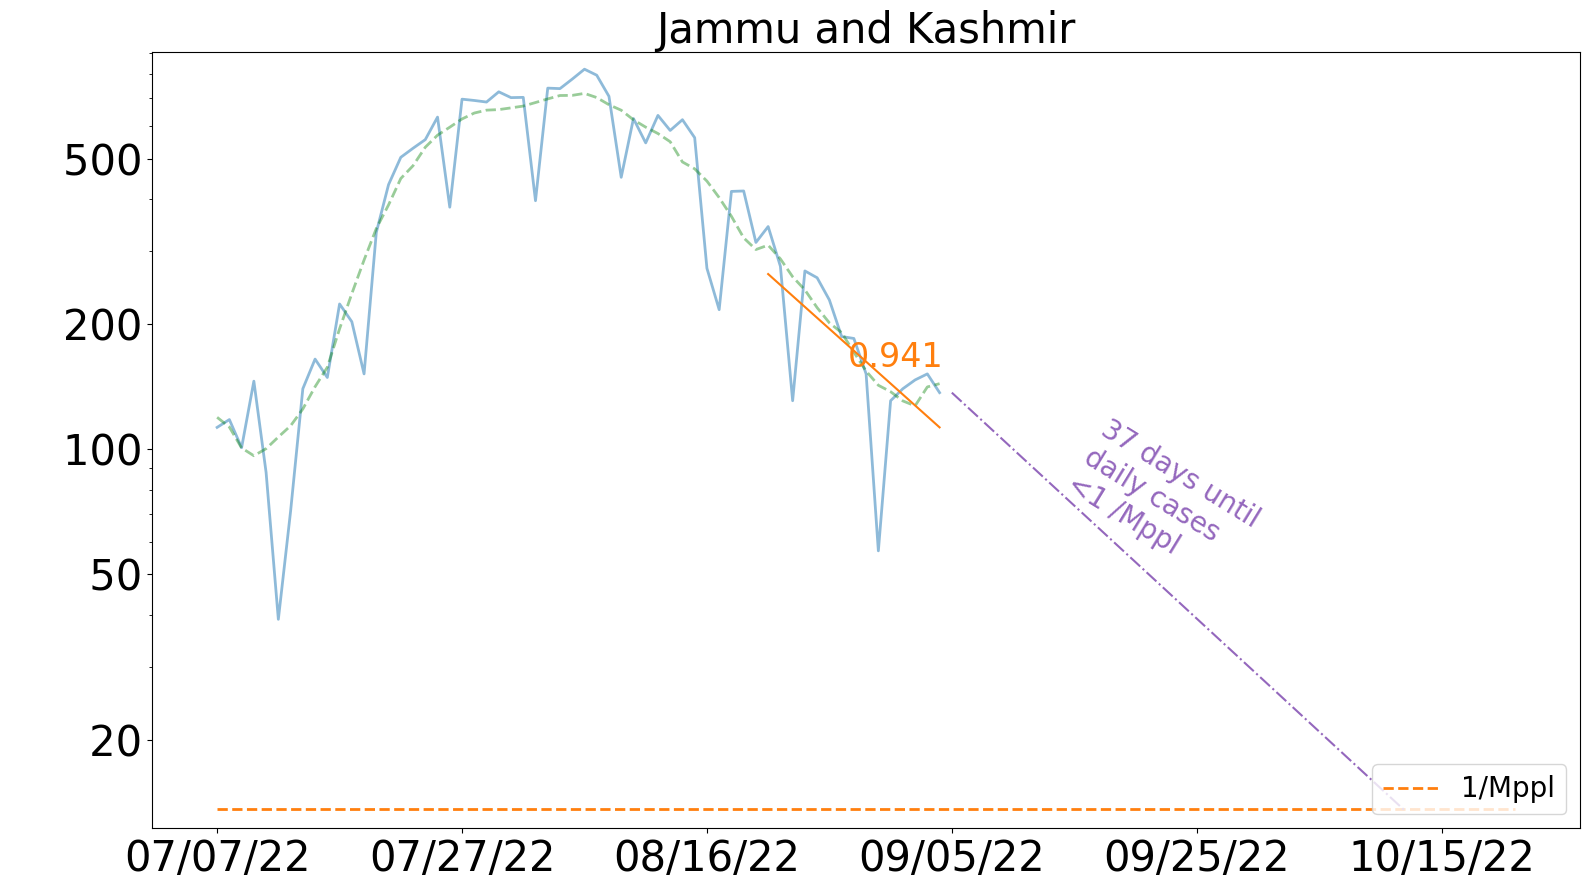 Jammu and Kashmir
500
200
100
50
20
0.941
37 days until
daily cases
<1 /Mppl
1/Mppl
07/07/22
07/27/22
08/16/22
09/05/22
09/25/22
10/15/22